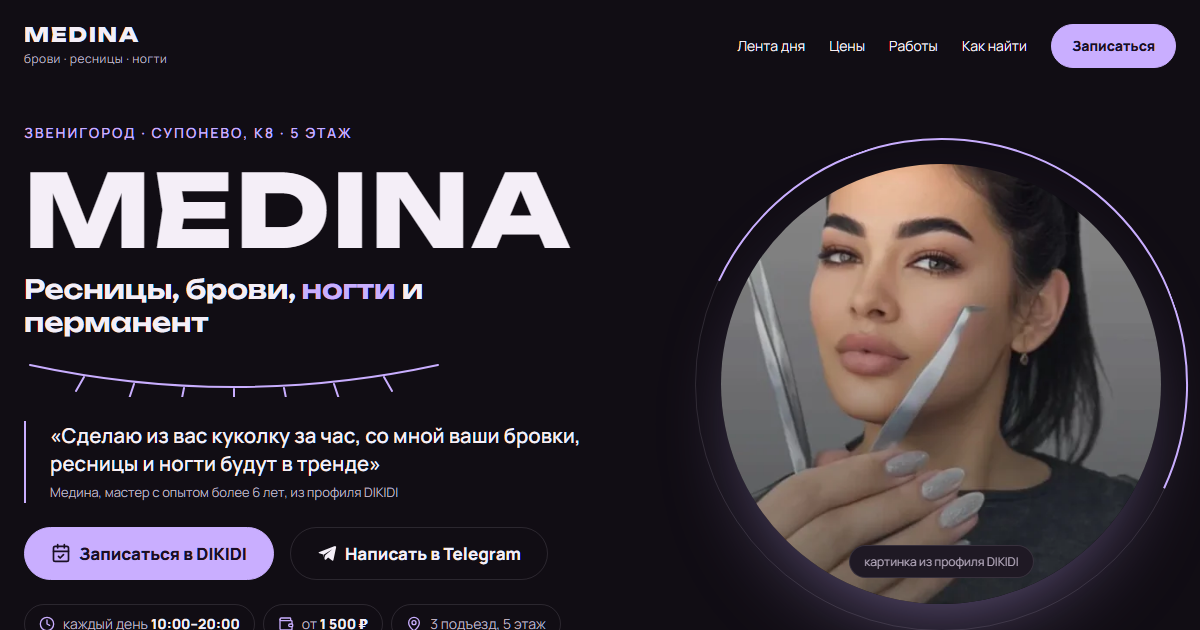 MEDINA
брови · ресницы · ногти
Лента дня
Цены
Работы
Как найти
Записаться
ЗВЕНИГОРОД · СУПОНЕВО, К8 · 5 ЭТАЖ
MEDINA
Ресницы, брови, ногти и
перманент
«Сделаю из вас куколку за час, со мной ваши бровки,
ресницы и ногти будут в тренде»
Медина, мастер с опытом более 6 лет, из профиля DIKIDI
Записаться в DIKIDI
Написать в Telegram
картинка из профиля DIKIDI
каждый день 10:00–20:00
от 1 500 ₽
3 подъезд, 5 этаж